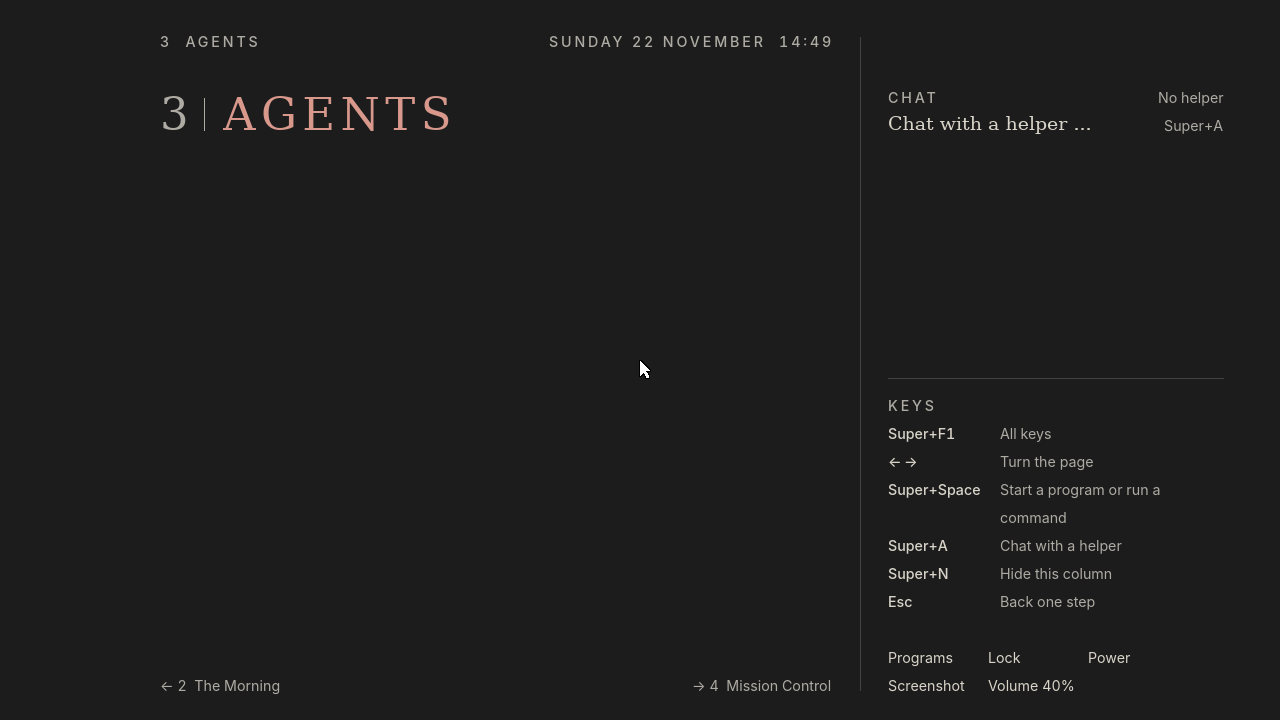 3 AGENTS
SUNDAY 22 NOVEMBER 14:49
3 AGENTS
CHAT
No helper
Chat with a helper ...
Super+A
KEYS
Super+F1 All keys
← → Turn the page
Super+Space Start a program or run a
command
Super+A Chat with a helper
Super+N Hide this column
Esc Back one step
Programs Lock Power
Screenshot Volume 40%
← 2 The Morning
→ 4 Mission Control